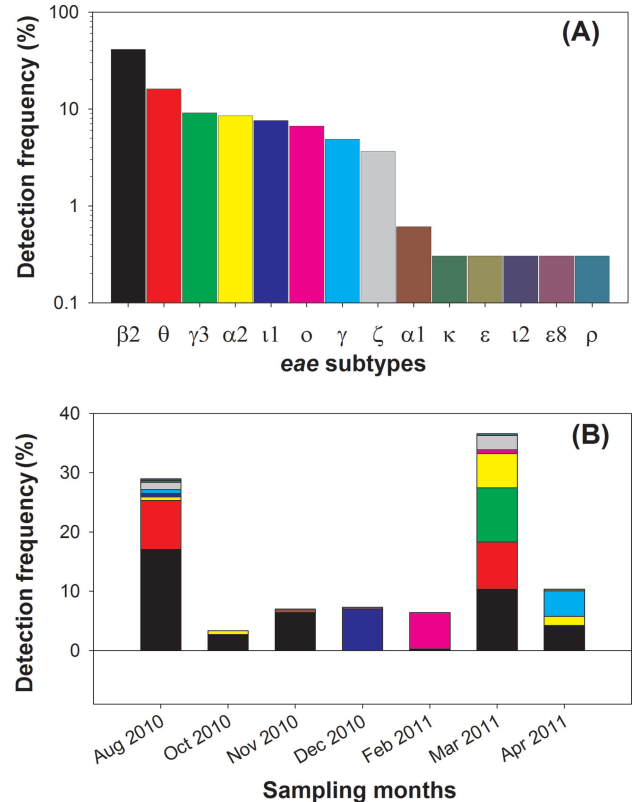 (A)
Detection frequency (%)
100
10
1
0.1
β2 θ γ3 α2 ι1 ο γ ζ α1 κ ε ι2 ε8 ρ
eae subtypes
(B)
Detection frequency (%)
40
30
20
10
0
Aug 2010 Oct 2010 Nov 2010 Dec 2010 Feb 2011 Mar 2011 Apr 2011
Sampling months